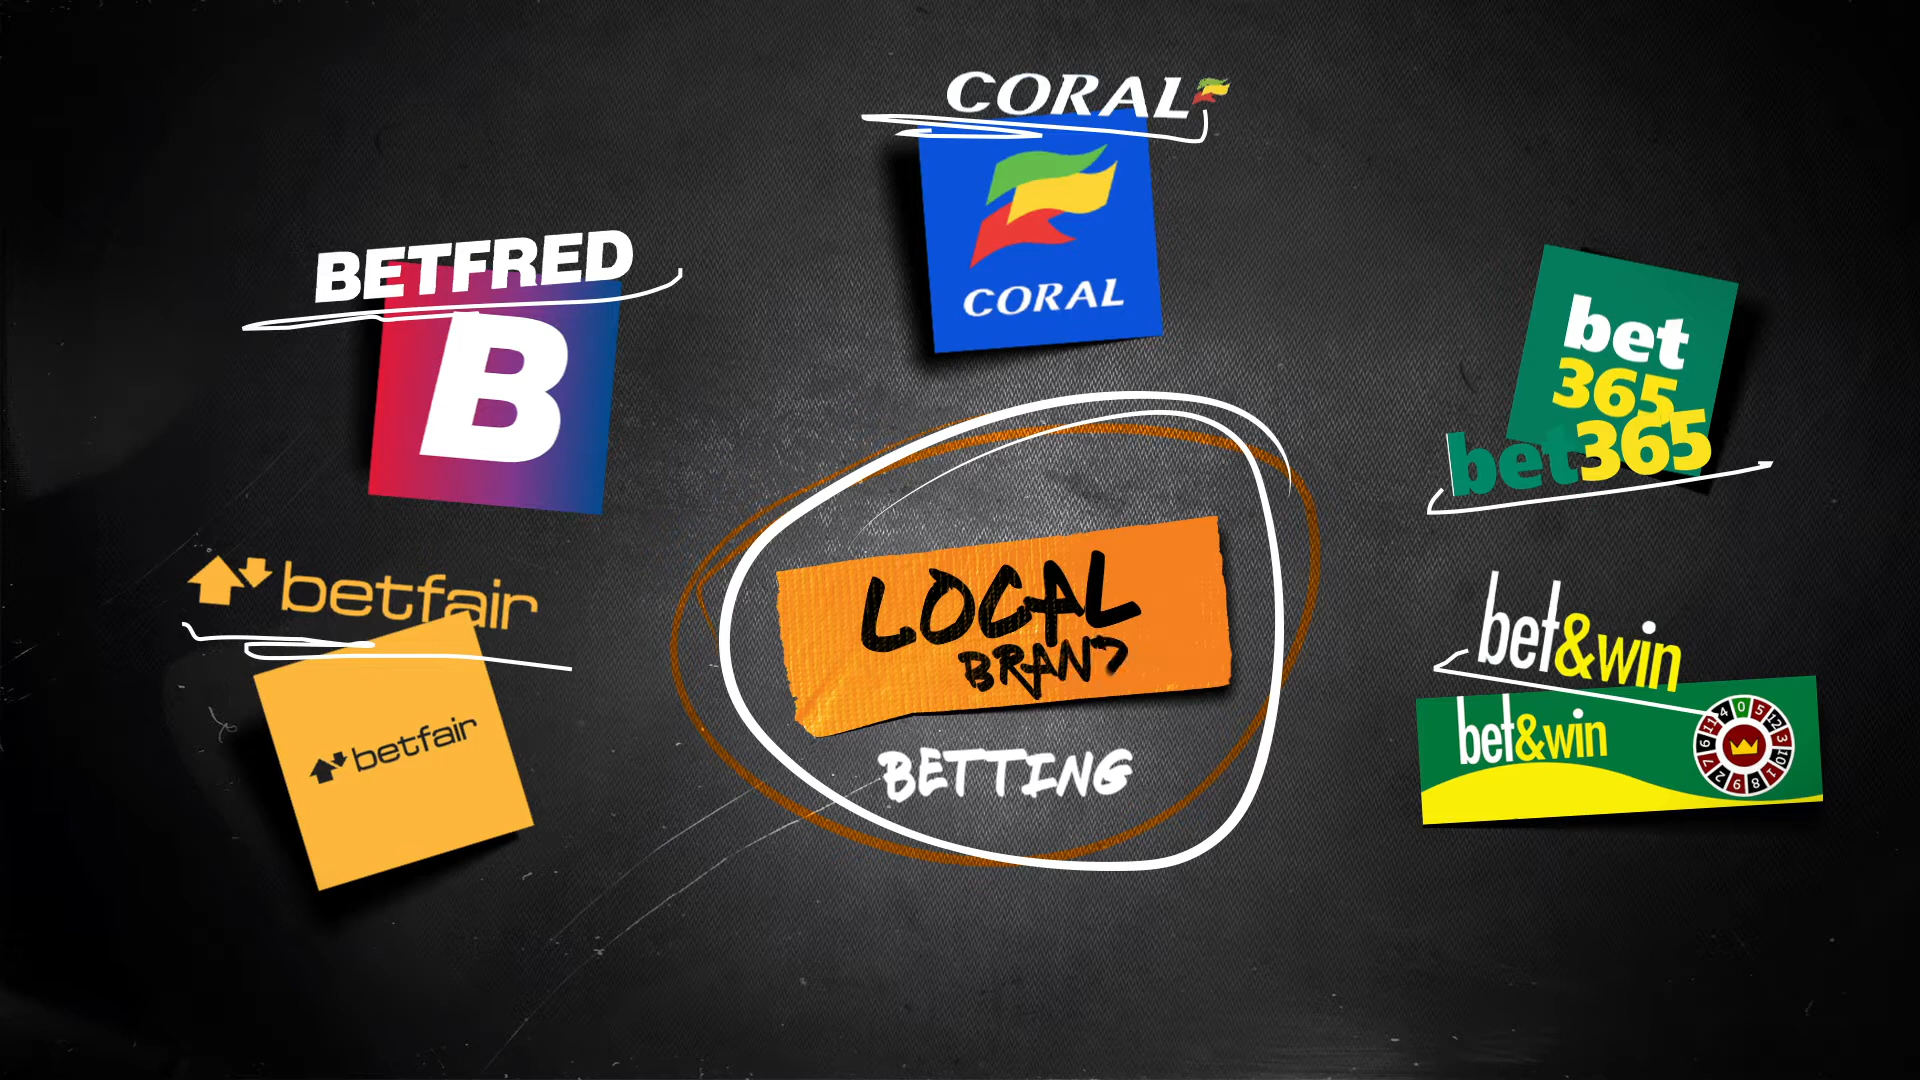 CORAL
CORAL
BETFRED
B
bet
365
bet365
betfair
betfair
LOCAL
BRAND
BETTING
bet&win
bet&win